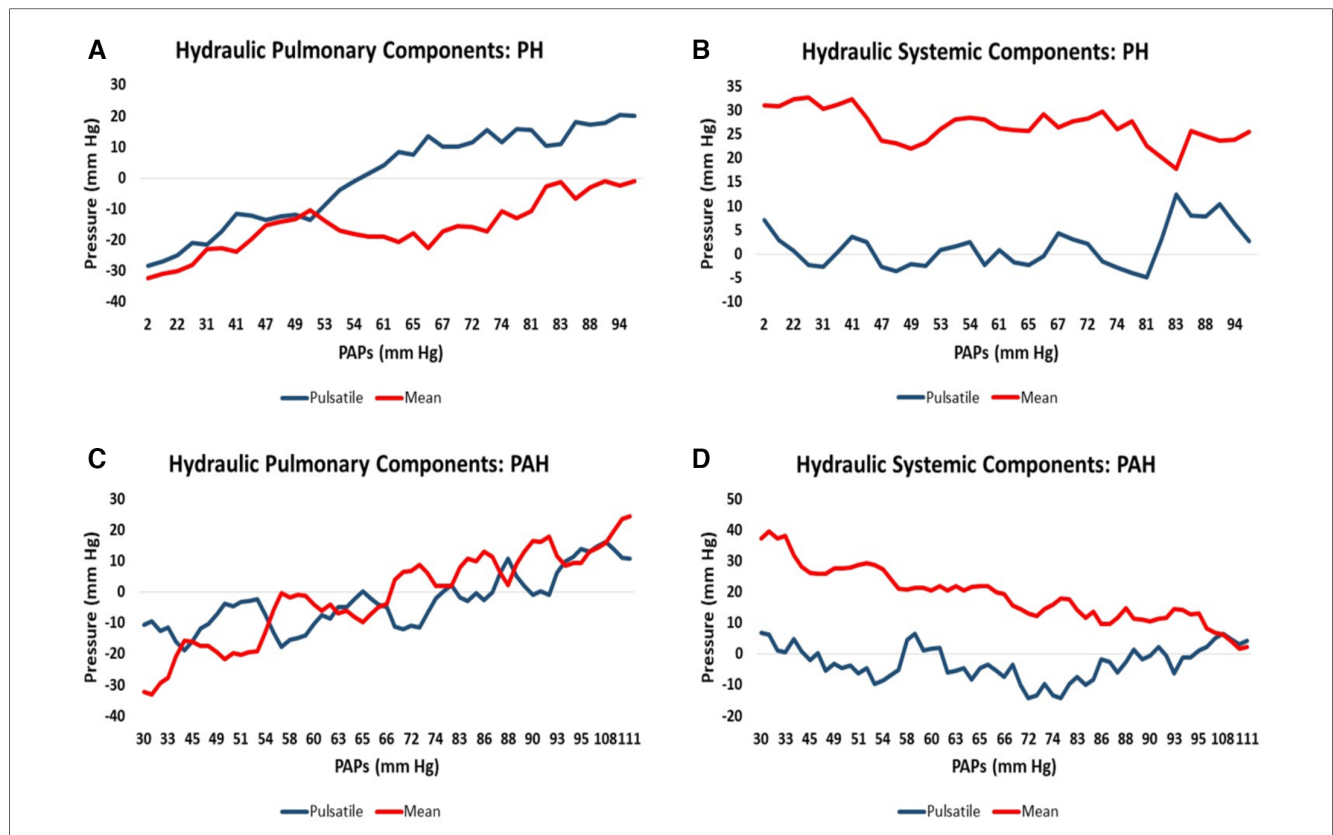 A
Hydraulic Pulmonary Components: PH
Pressure (mm Hg)
30
20
10
0
-10
-20
-30
-40
2 22 31 41 47 49 53 54 61 65 67 72 74 81 83 88 94
PAPs (mm Hg)
Pulsatile Mean
B
Hydraulic Systemic Components: PH
Pressure (mm Hg)
35
30
25
20
15
10
5
0
-5
-10
2 22 31 41 47 49 53 54 61 65 67 72 74 81 83 88 94
PAPs (mm Hg)
Pulsatile Mean
C
Hydraulic Pulmonary Components: PAH
Pressure (mm Hg)
30
20
10
0
-10
-20
-30
-40
30 33 45 49 51 54 58 60 63 66 72 74 83 86 88 90 93 95 108 111
PAPs (mm Hg)
Pulsatile Mean
D
Hydraulic Systemic Components: PAH
Pressure (mm Hg)
50
40
30
20
10
0
-10
-20
30 33 45 49 51 54 58 60 63 66 72 74 83 86 88 90 93 95 108 111
PAPs (mm Hg)
Pulsatile Mean